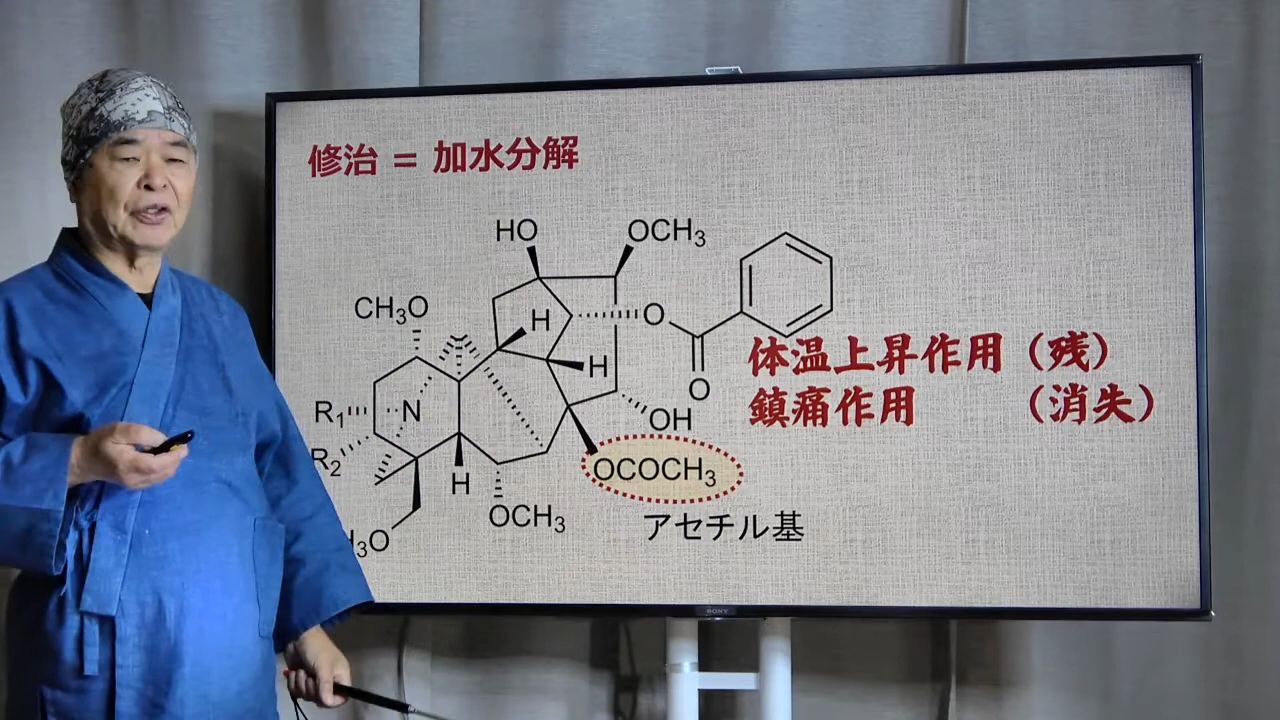 修治 = 加水分解
HO
OCH3
CH3O
H
O
H
体温上昇作用（残）
O
R1
N
OH
鎮痛作用 （消失）
R2
OCOCH3
H
OCH3
アセチル基
H3O
SONY